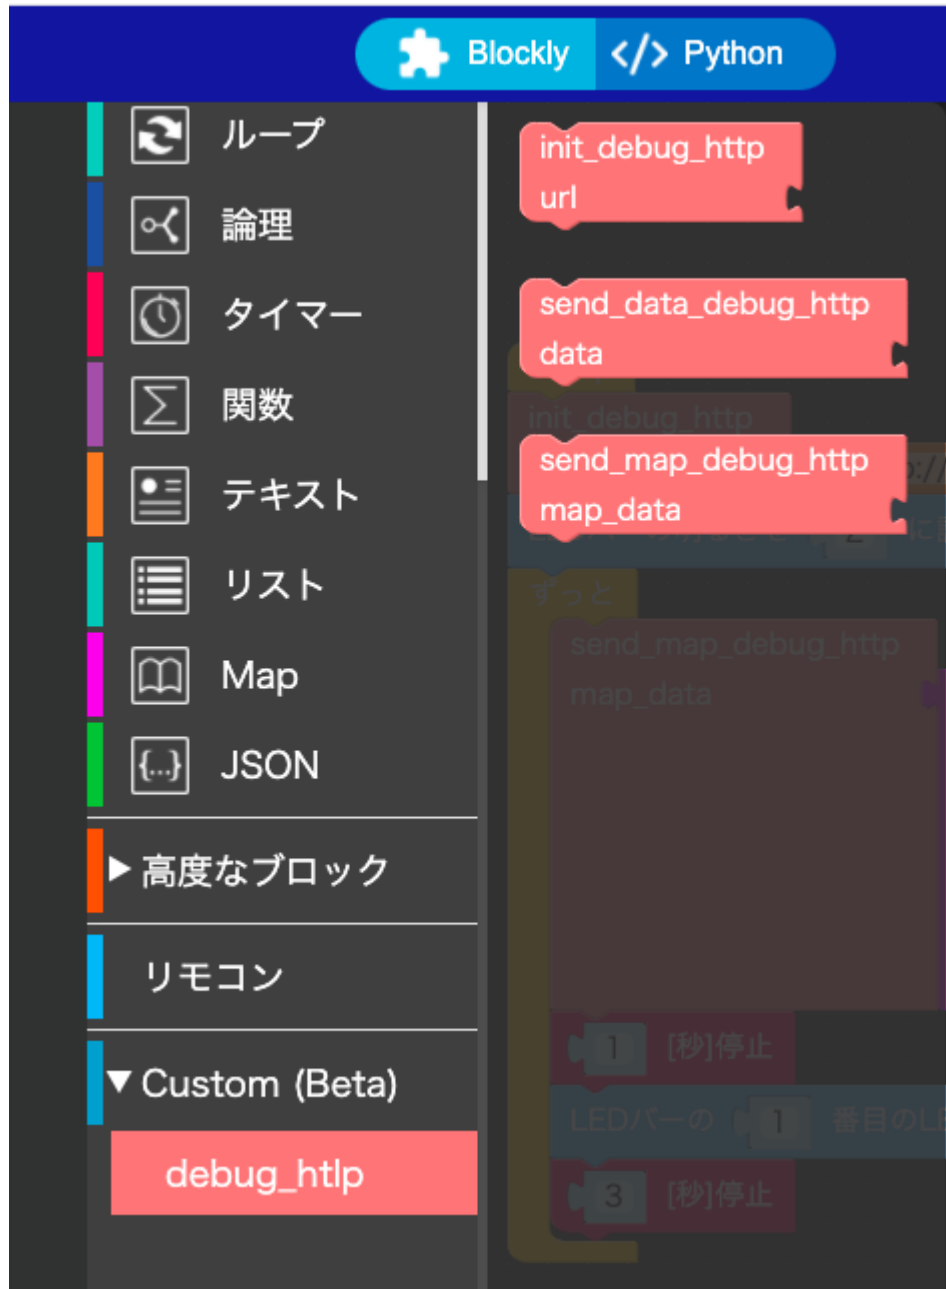 Blockly
</> Python
ループ
論理
タイマー
関数
テキスト
リスト
Map
{...} JSON
▶ 高度なブロック
リモコン
▼ Custom (Beta)
debug_htlp
init_debug_http
url
send_data_debug_http
data
init_debug_http
send_map_debug_http
map_data
2
ずっと
send_map_debug_http
map_data
1 [秒]停止
LEDバーの 1 番目のLE
3 [秒]停止